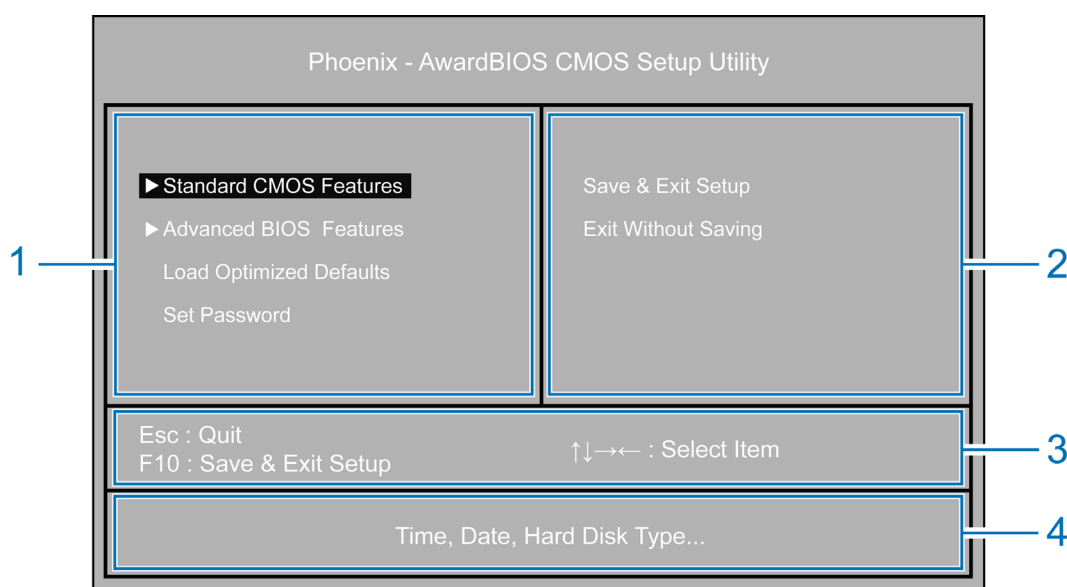 Phoenix - AwardBIOS CMOS Setup Utility
1
▶Standard CMOS Features
▶Advanced BIOS Features
Load Optimized Defaults
Set Password
Save & Exit Setup
Exit Without Saving
2
Esc : Quit
F10 : Save & Exit Setup
↑↓→← : Select Item
3
Time, Date, Hard Disk Type...
4